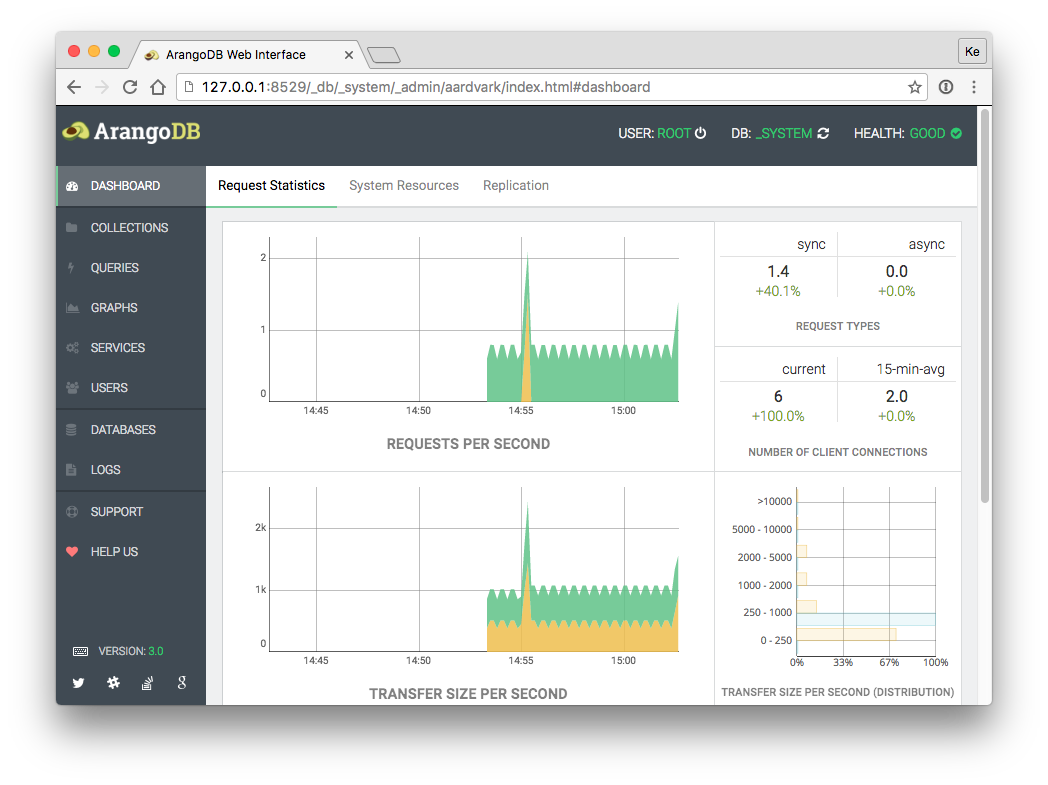 ArangoDB Web Interface
Ke
127.0.0.1:8529/_db/_system/_admin/aardvark/index.html#dashboard
ArangoDB
USER: ROOT DB: _SYSTEM HEALTH: GOOD
DASHBOARD
COLLECTIONS
QUERIES
GRAPHS
SERVICES
USERS
DATABASES
LOGS
SUPPORT
HELP US
VERSION: 3.0
Request Statistics System Resources Replication
2
1
0
14:45 14:50 14:55 15:00
REQUESTS PER SECOND
sync async
1.4 0.0
+40.1% +0.0%
REQUEST TYPES
current 15-min-avg
6 2.0
+100.0% +0.0%
NUMBER OF CLIENT CONNECTIONS
2k
1k
0
14:45 14:50 14:55 15:00
TRANSFER SIZE PER SECOND
>10000
5000 - 10000
2000 - 5000
1000 - 2000
250 - 1000
0 - 250
0% 33% 67% 100%
TRANSFER SIZE PER SECOND (DISTRIBUTION)